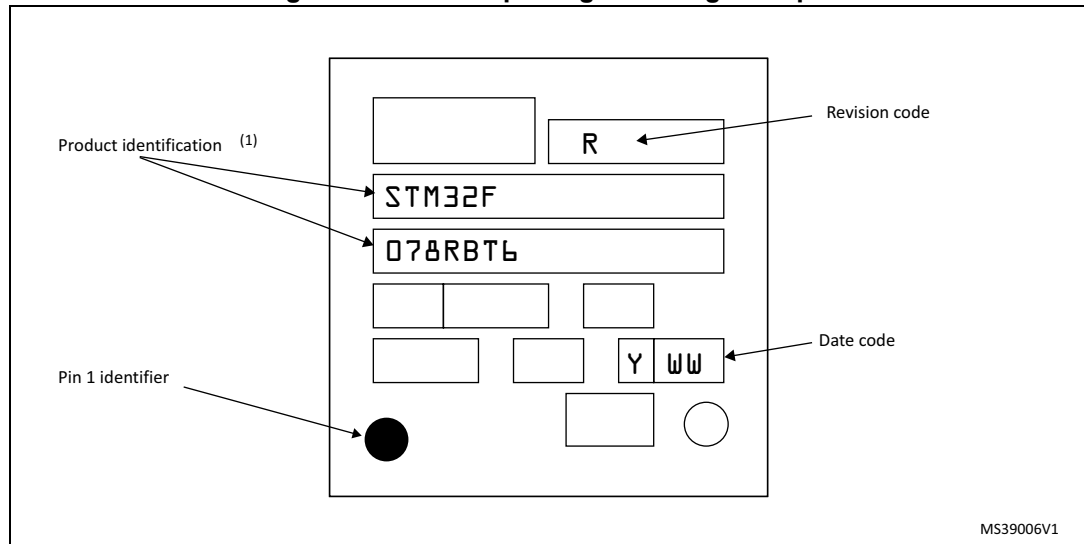 Revision code
R
Product identification (1)
STM32F
078RBT6
Date code
Y WW
Pin 1 identifier
MS39006V1